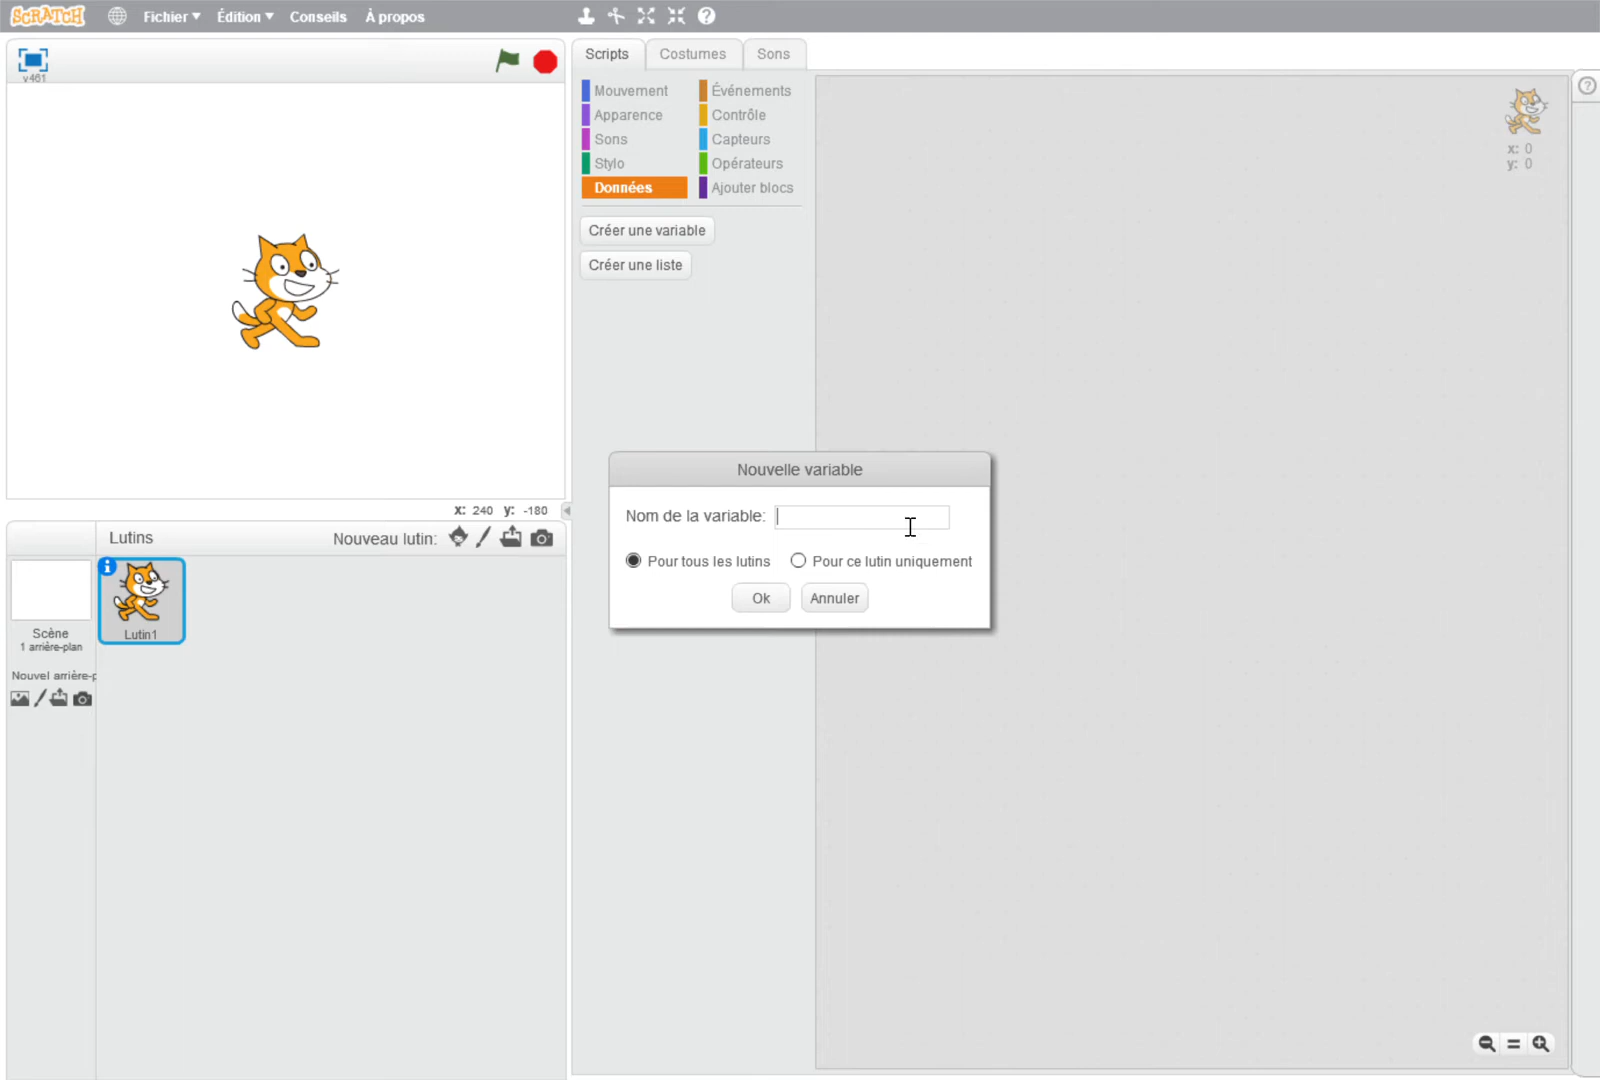 SCRATCH Fichier Édition Conseils À propos
v461
Scripts Costumes Sons
Mouvement Événements
Apparence Contrôle
Sons Capteurs
Stylo Opérateurs
Données Ajouter blocs
Créer une variable
Créer une liste
x: 0
y: 0
Nouvelle variable
Nom de la variable:
Pour tous les lutins Pour ce lutin uniquement
Ok Annuler
x: 240 y: -180
Lutins Nouveau lutin:
Scène
1 arrière-plan
Lutin1
Nouvel arrière-p